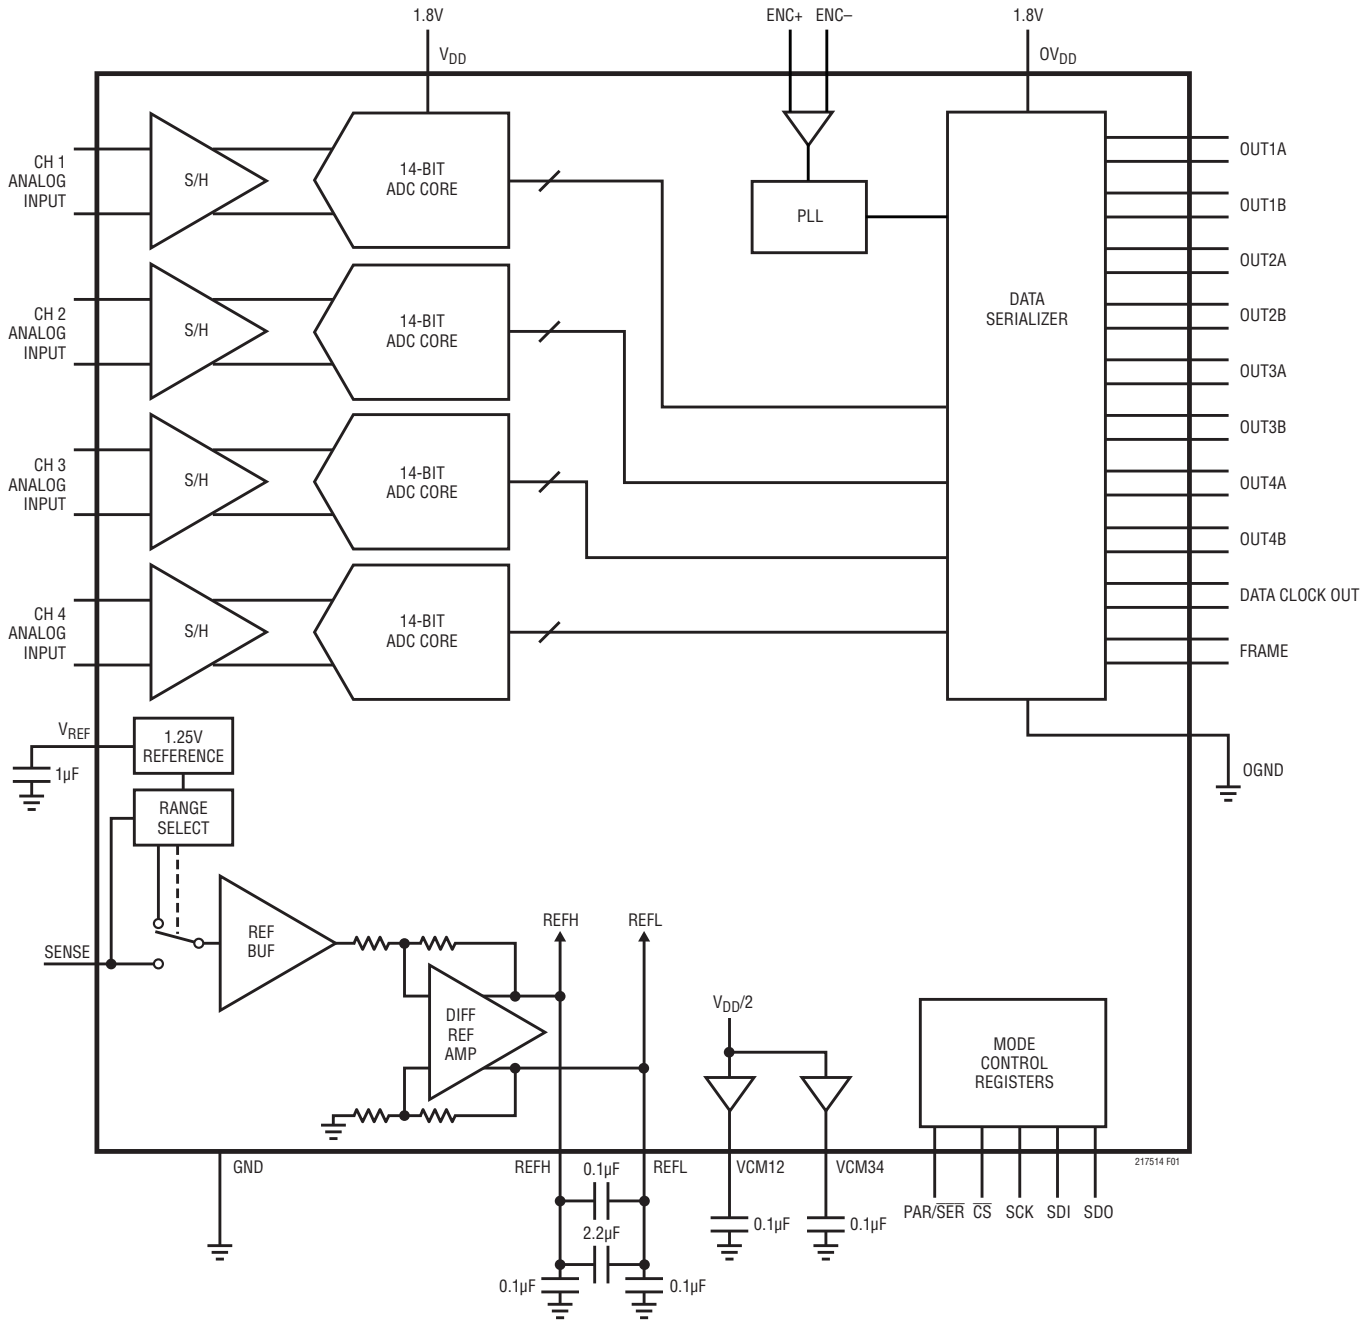 1.8V
ENC+ ENC–
1.8V
VDD
OVDD
CH 1
ANALOG
INPUT
S/H
14-BIT
ADC CORE
PLL
OUT1A
OUT1B
CH 2
ANALOG
INPUT
S/H
14-BIT
ADC CORE
DATA
SERIALIZER
OUT2A
OUT2B
OUT3A
OUT3B
CH 3
ANALOG
INPUT
S/H
14-BIT
ADC CORE
OUT4A
OUT4B
CH 4
ANALOG
INPUT
S/H
14-BIT
ADC CORE
DATA CLOCK OUT
FRAME
VREF
1.25V
REFERENCE
1µF
OGND
RANGE
SELECT
SENSE
REF
BUF
REFH
REFL
DIFF
REF
AMP
VDD/2
MODE
CONTROL
REGISTERS
217514 F01
GND
REFH
0.1µF
REFL
VCM12
VCM34
PAR/S̅E̅R̅
C̅S̅
SCK
SDI
SDO
2.2µF
0.1µF
0.1µF
0.1µF
0.1µF